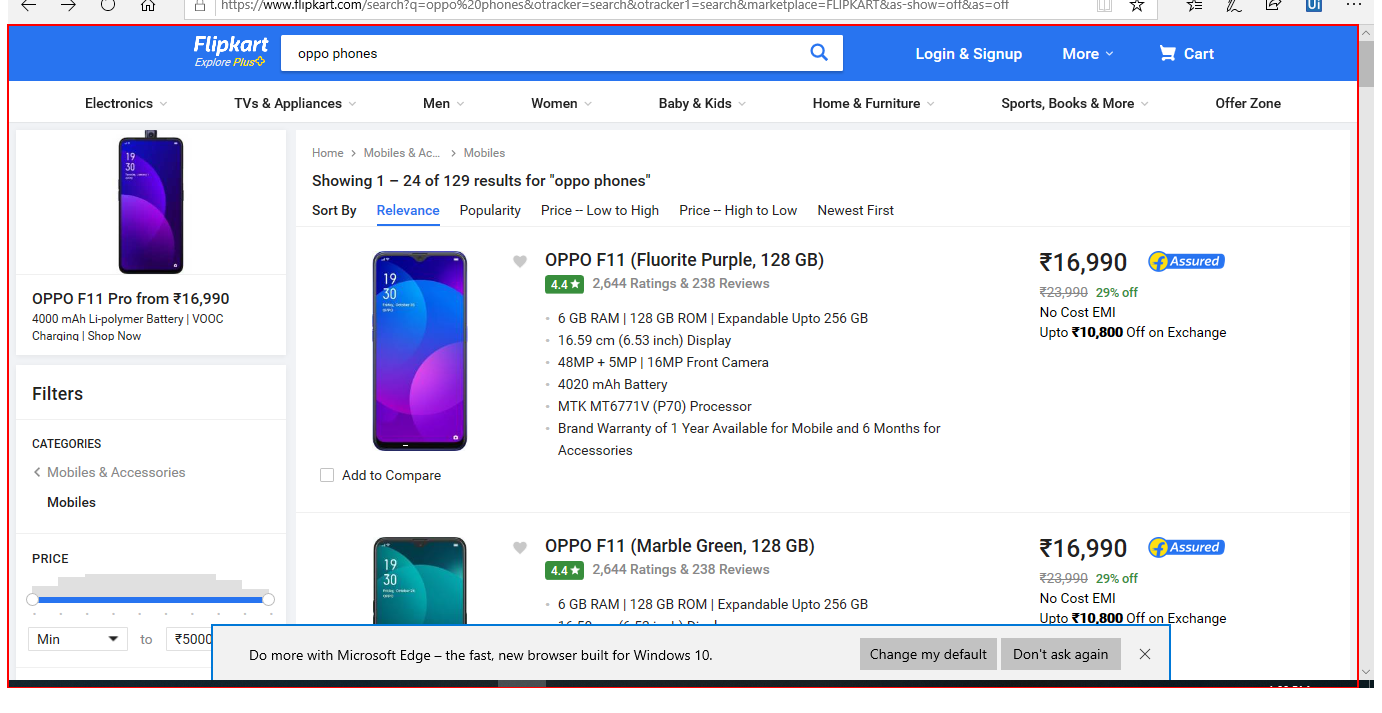 https://www.flipkart.com/search?q=oppo%20phones&otracker=search&otracker1=search&marketplace=FLIPKART&as-show=off&as=off
Flipkart
Explore Plus
oppo phones
Login & Signup
More
Cart
Electronics
TVs & Appliances
Men
Women
Baby & Kids
Home & Furniture
Sports, Books & More
Offer Zone
OPPO F11 Pro from ₹16,990
4000 mAh Li-polymer Battery | VOOC
Charging | Shop Now
Filters
CATEGORIES
Mobiles & Accessories
Mobiles
PRICE
Min
to
₹5000
Home > Mobiles & Ac... > Mobiles
Showing 1 – 24 of 129 results for "oppo phones"
Sort By Relevance Popularity Price -- Low to High Price -- High to Low Newest First
19
30
OPPO F11 (Fluorite Purple, 128 GB)
4.4★ 2,644 Ratings & 238 Reviews
6 GB RAM | 128 GB ROM | Expandable Upto 256 GB
16.59 cm (6.53 inch) Display
48MP + 5MP | 16MP Front Camera
4020 mAh Battery
MTK MT6771V (P70) Processor
Brand Warranty of 1 Year Available for Mobile and 6 Months for
Accessories
Add to Compare
₹16,990
Assured
₹23,990 29% off
No Cost EMI
Upto ₹10,800 Off on Exchange
19
30
OPPO F11 (Marble Green, 128 GB)
4.4★ 2,644 Ratings & 238 Reviews
6 GB RAM | 128 GB ROM | Expandable Upto 256 GB
₹16,990
Assured
₹23,990 29% off
No Cost EMI
Upto ₹10,800 Off on Exchange
Do more with Microsoft Edge – the fast, new browser built for Windows 10.
Change my default
Don't ask again